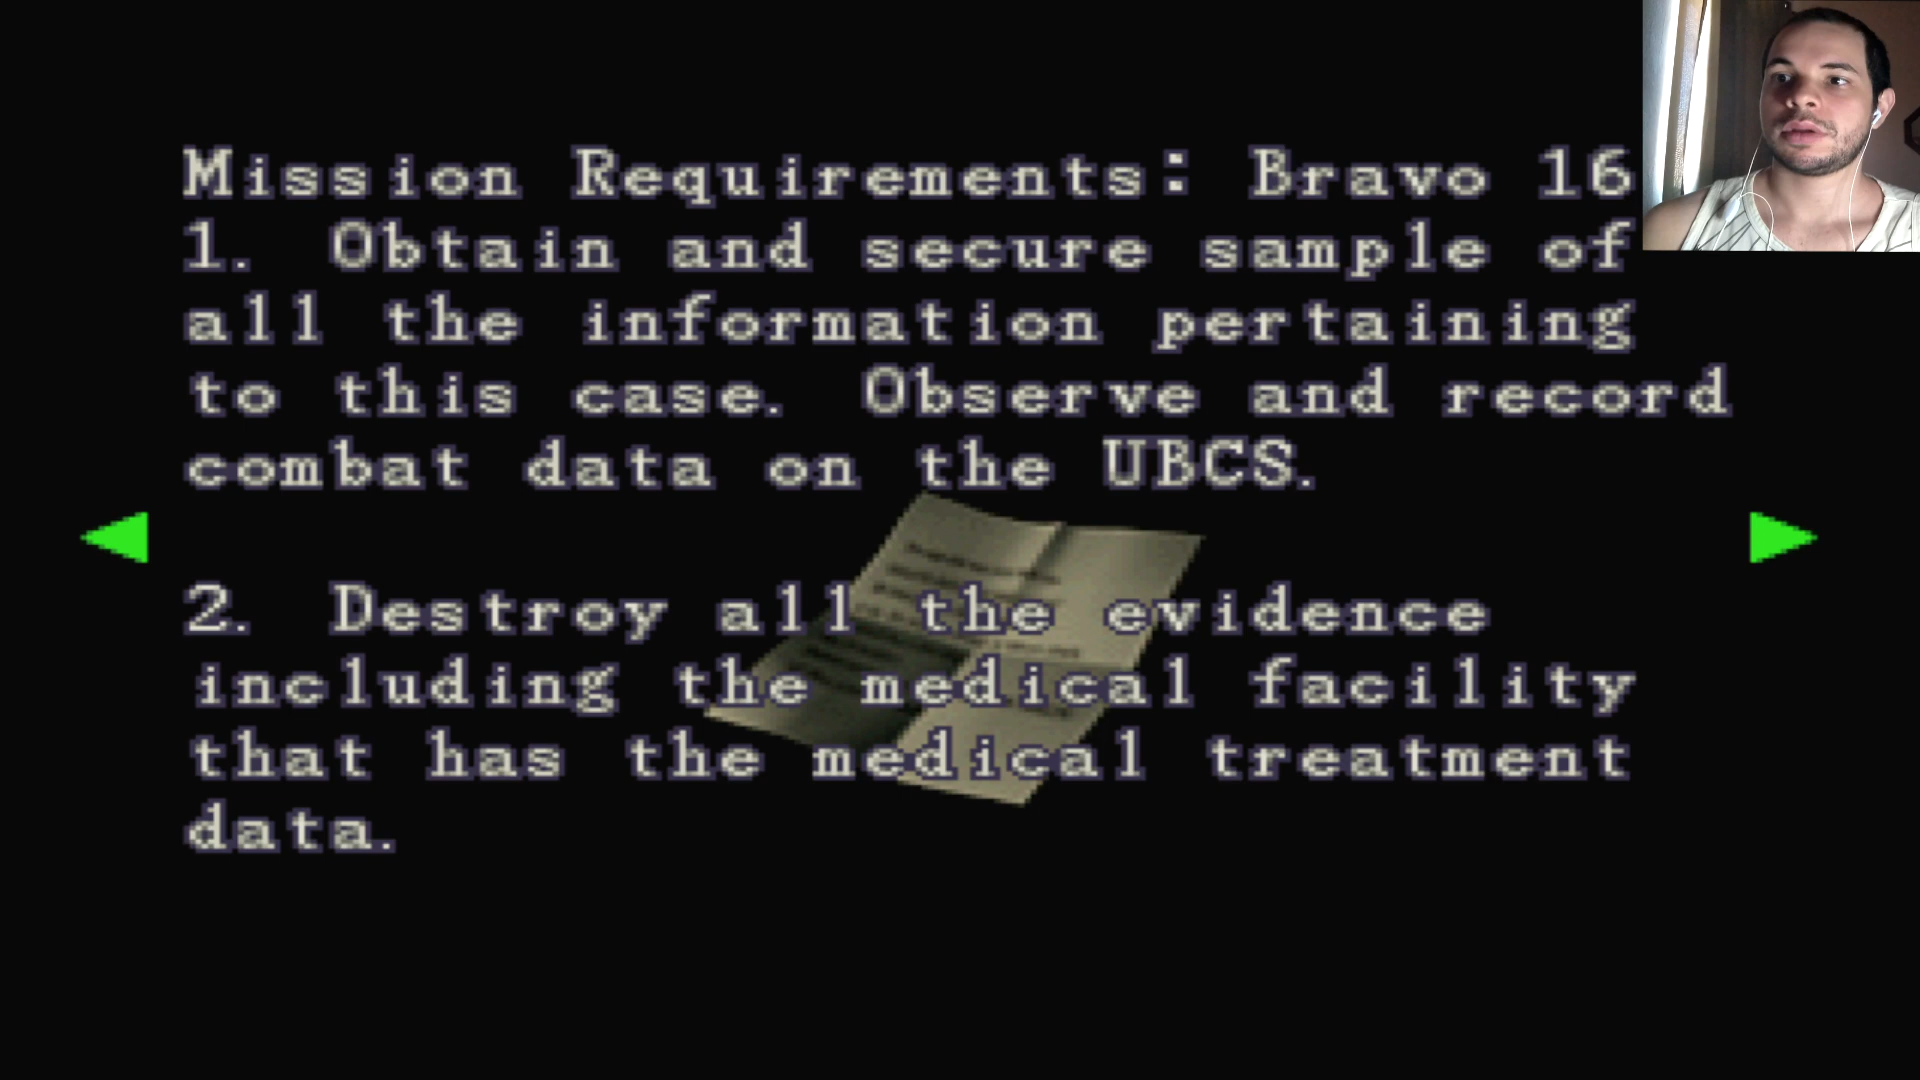 Mission Requirements: Bravo 16
1. Obtain and secure sample of
all the information pertaining
to this case. Observe and record
combat data on the UBCS.
2. Destroy all the evidence
including the medical facility
that has the medical treatment
data.